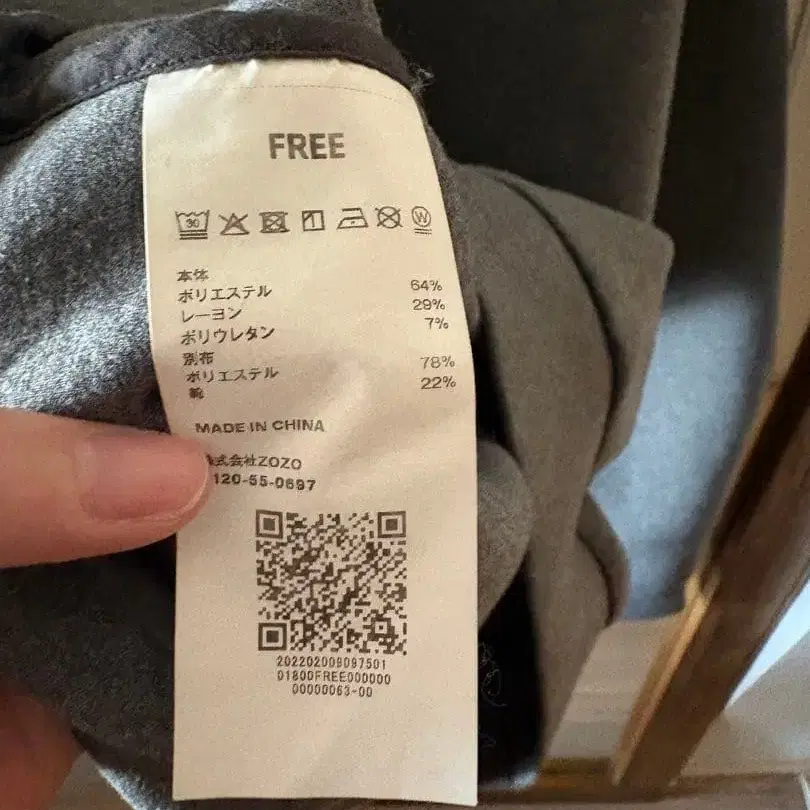 FREE
30
W
本体
ポリエステル 64%
レーヨン 29%
ポリウレタン 7%
別布
ポリエステル 78%
綿 22%
MADE IN CHINA
式会社ZOZO
120-55-0697
202202009097501
01800FREE000000
00000063-00